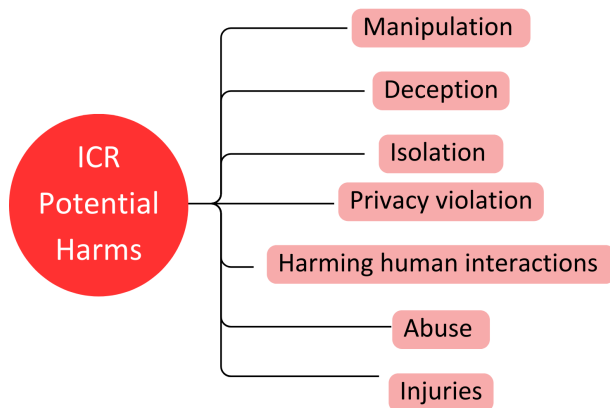 ICR
Potential
Harms
Manipulation
Deception
Isolation
Privacy violation
Harming human interactions
Abuse
Injuries